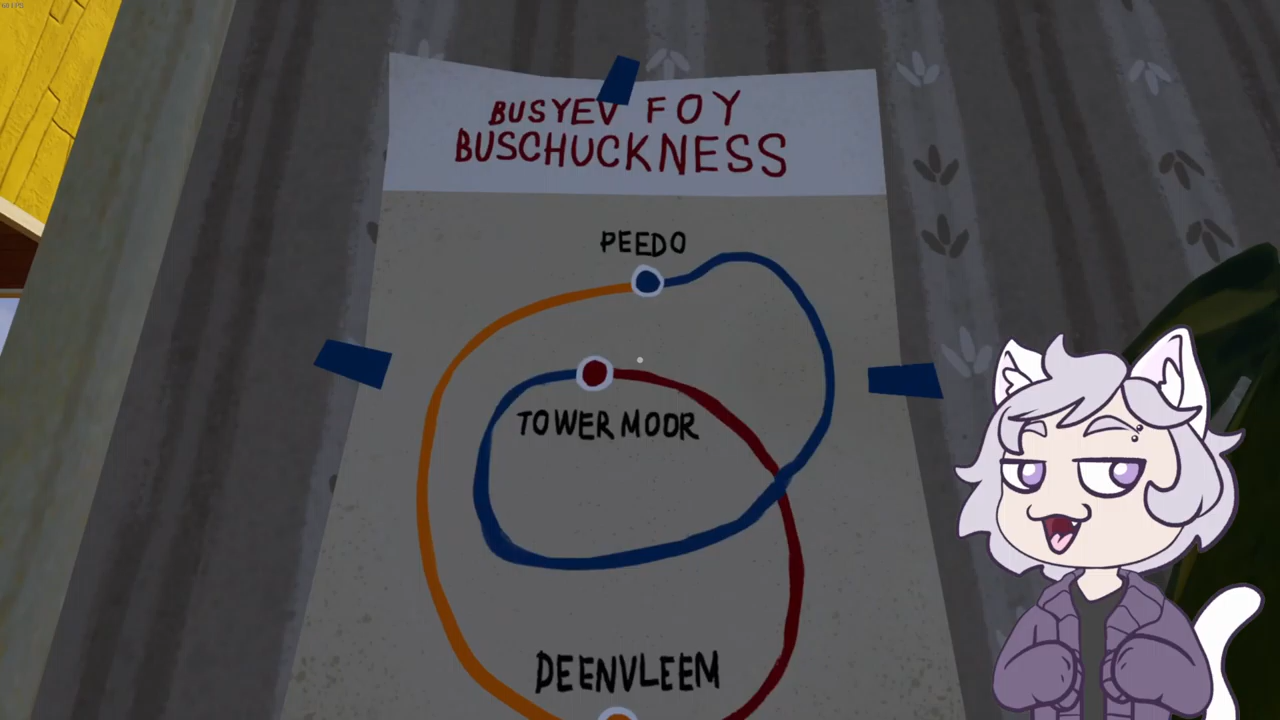 BUSYEV FOY
BUSCHUCKNESS
PEEDO
TOWER MOOR
DEENVLEEM